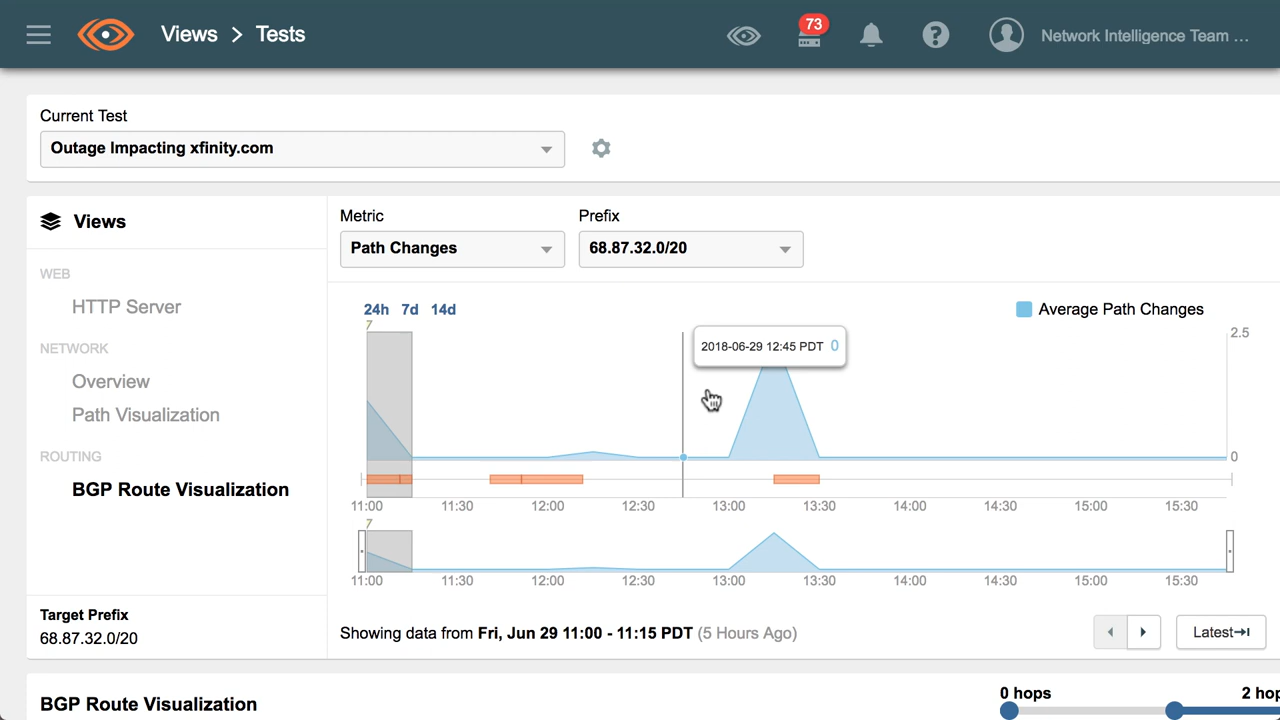 Views > Tests
73
Network Intelligence Team ...
Current Test
Outage Impacting xfinity.com
Views
Metric
Prefix
Path Changes
68.87.32.0/20
WEB
HTTP Server
NETWORK
Overview
Path Visualization
ROUTING
BGP Route Visualization
24h 7d 14d
Average Path Changes
7
2.5
2018-06-29 12:45 PDT 0
0
11:00 11:30 12:00 12:30 13:00 13:30 14:00 14:30 15:00 15:30
7
11:00 11:30 12:00 12:30 13:00 13:30 14:00 14:30 15:00 15:30
Target Prefix
68.87.32.0/20
Showing data from Fri, Jun 29 11:00 - 11:15 PDT (5 Hours Ago)
Latest
BGP Route Visualization
0 hops
2 hop